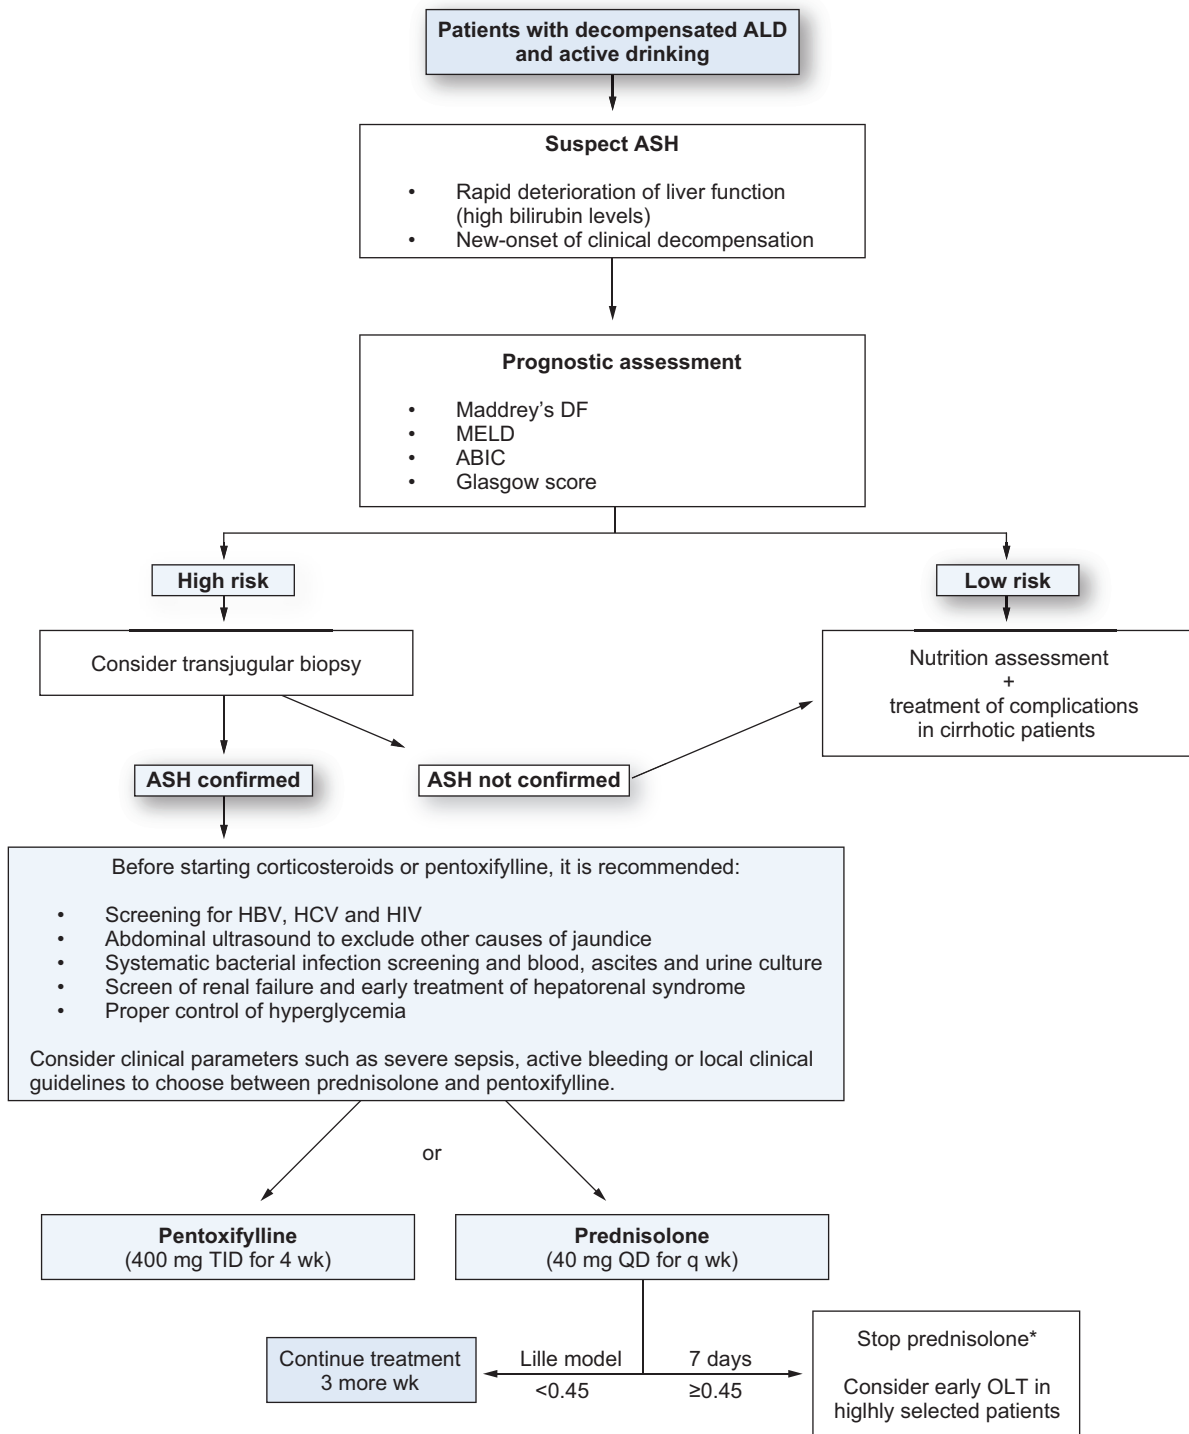 Patients with decompensated ALD
and active drinking
Suspect ASH
• Rapid deterioration of liver function
(high bilirubin levels)
• New-onset of clinical decompensation
Prognostic assessment
• Maddrey's DF
• MELD
• ABIC
• Glasgow score
High risk
Low risk
Consider transjugular biopsy
Nutrition assessment
+
treatment of complications
in cirrhotic patients
ASH confirmed
ASH not confirmed
Before starting corticosteroids or pentoxifylline, it is recommended:
• Screening for HBV, HCV and HIV
• Abdominal ultrasound to exclude other causes of jaundice
• Systematic bacterial infection screening and blood, ascites and urine culture
• Screen of renal failure and early treatment of hepatorenal syndrome
• Proper control of hyperglycemia
Consider clinical parameters such as severe sepsis, active bleeding or local clinical
guidelines to choose between prednisolone and pentoxifylline.
or
Pentoxifylline
(400 mg TID for 4 wk)
Prednisolone
(40 mg QD for q wk)
Continue treatment
3 more wk
Lille model
<0.45
7 days
≥0.45
Stop prednisolone*
Consider early OLT in
higlhly selected patients